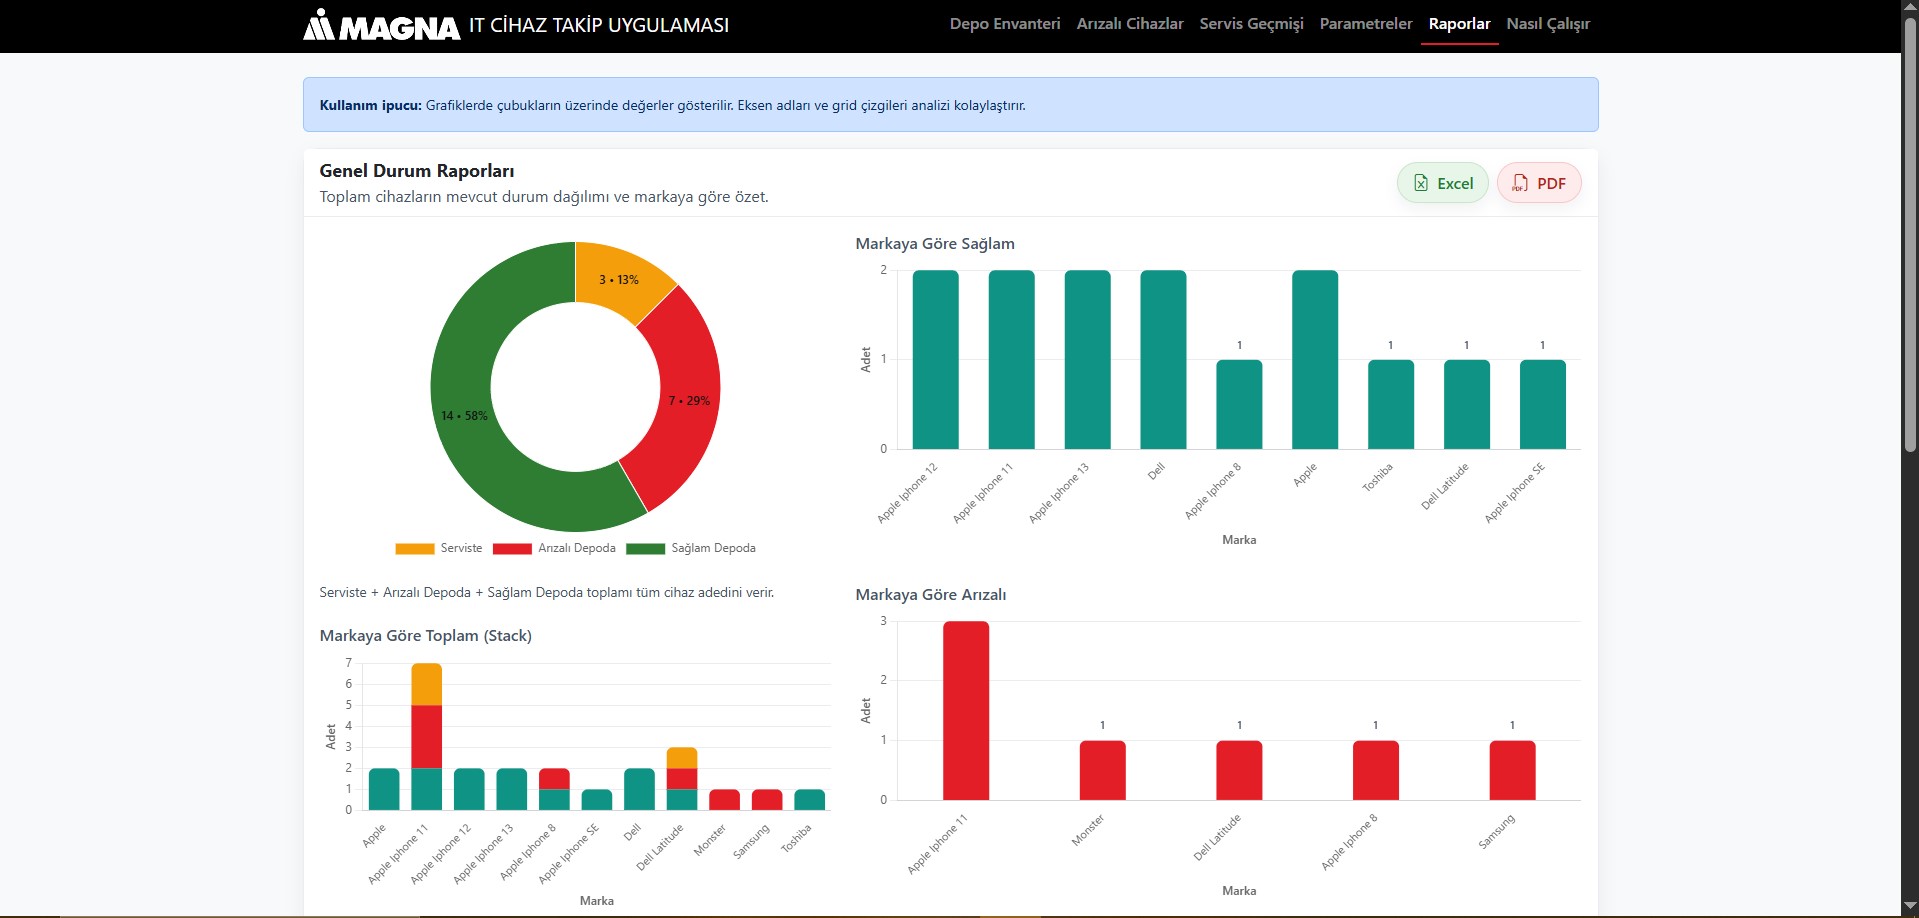 MAGNA IT CİHAZ TAKİP UYGULAMASI
Depo Envanteri Arızalı Cihazlar Servis Geçmişi Parametreler Raporlar Nasıl Çalışır
Kullanım ipucu: Grafiklerde çubukların üzerinde değerler gösterilir. Eksen adları ve grid çizgileri analizi kolaylaştırır.
Genel Durum Raporları
Toplam cihazların mevcut durum dağılımı ve markaya göre özet.
Excel
PDF
3 • 13%
7 • 29%
14 • 58%
Serviste Arızalı Depoda Sağlam Depoda
Serviste + Arızalı Depoda + Sağlam Depoda toplamı tüm cihaz adedini verir.
Markaya Göre Sağlam
Adet
2
1
0
1
1
1
1
Apple Iphone 12
Apple Iphone 11
Apple Iphone 13
Dell
Apple Iphone 8
Apple
Toshiba
Dell Latitude
Apple Iphone SE
Marka
Markaya Göre Toplam (Stack)
Adet
7
6
5
4
3
2
1
0
Apple
Apple Iphone 11
Apple Iphone 12
Apple Iphone 13
Apple Iphone 8
Apple Iphone SE
Dell
Dell Latitude
Monster
Samsung
Toshiba
Marka
Markaya Göre Arızalı
Adet
3
2
1
0
1
1
1
1
Apple Iphone 11
Monster
Dell Latitude
Apple Iphone 8
Samsung
Marka